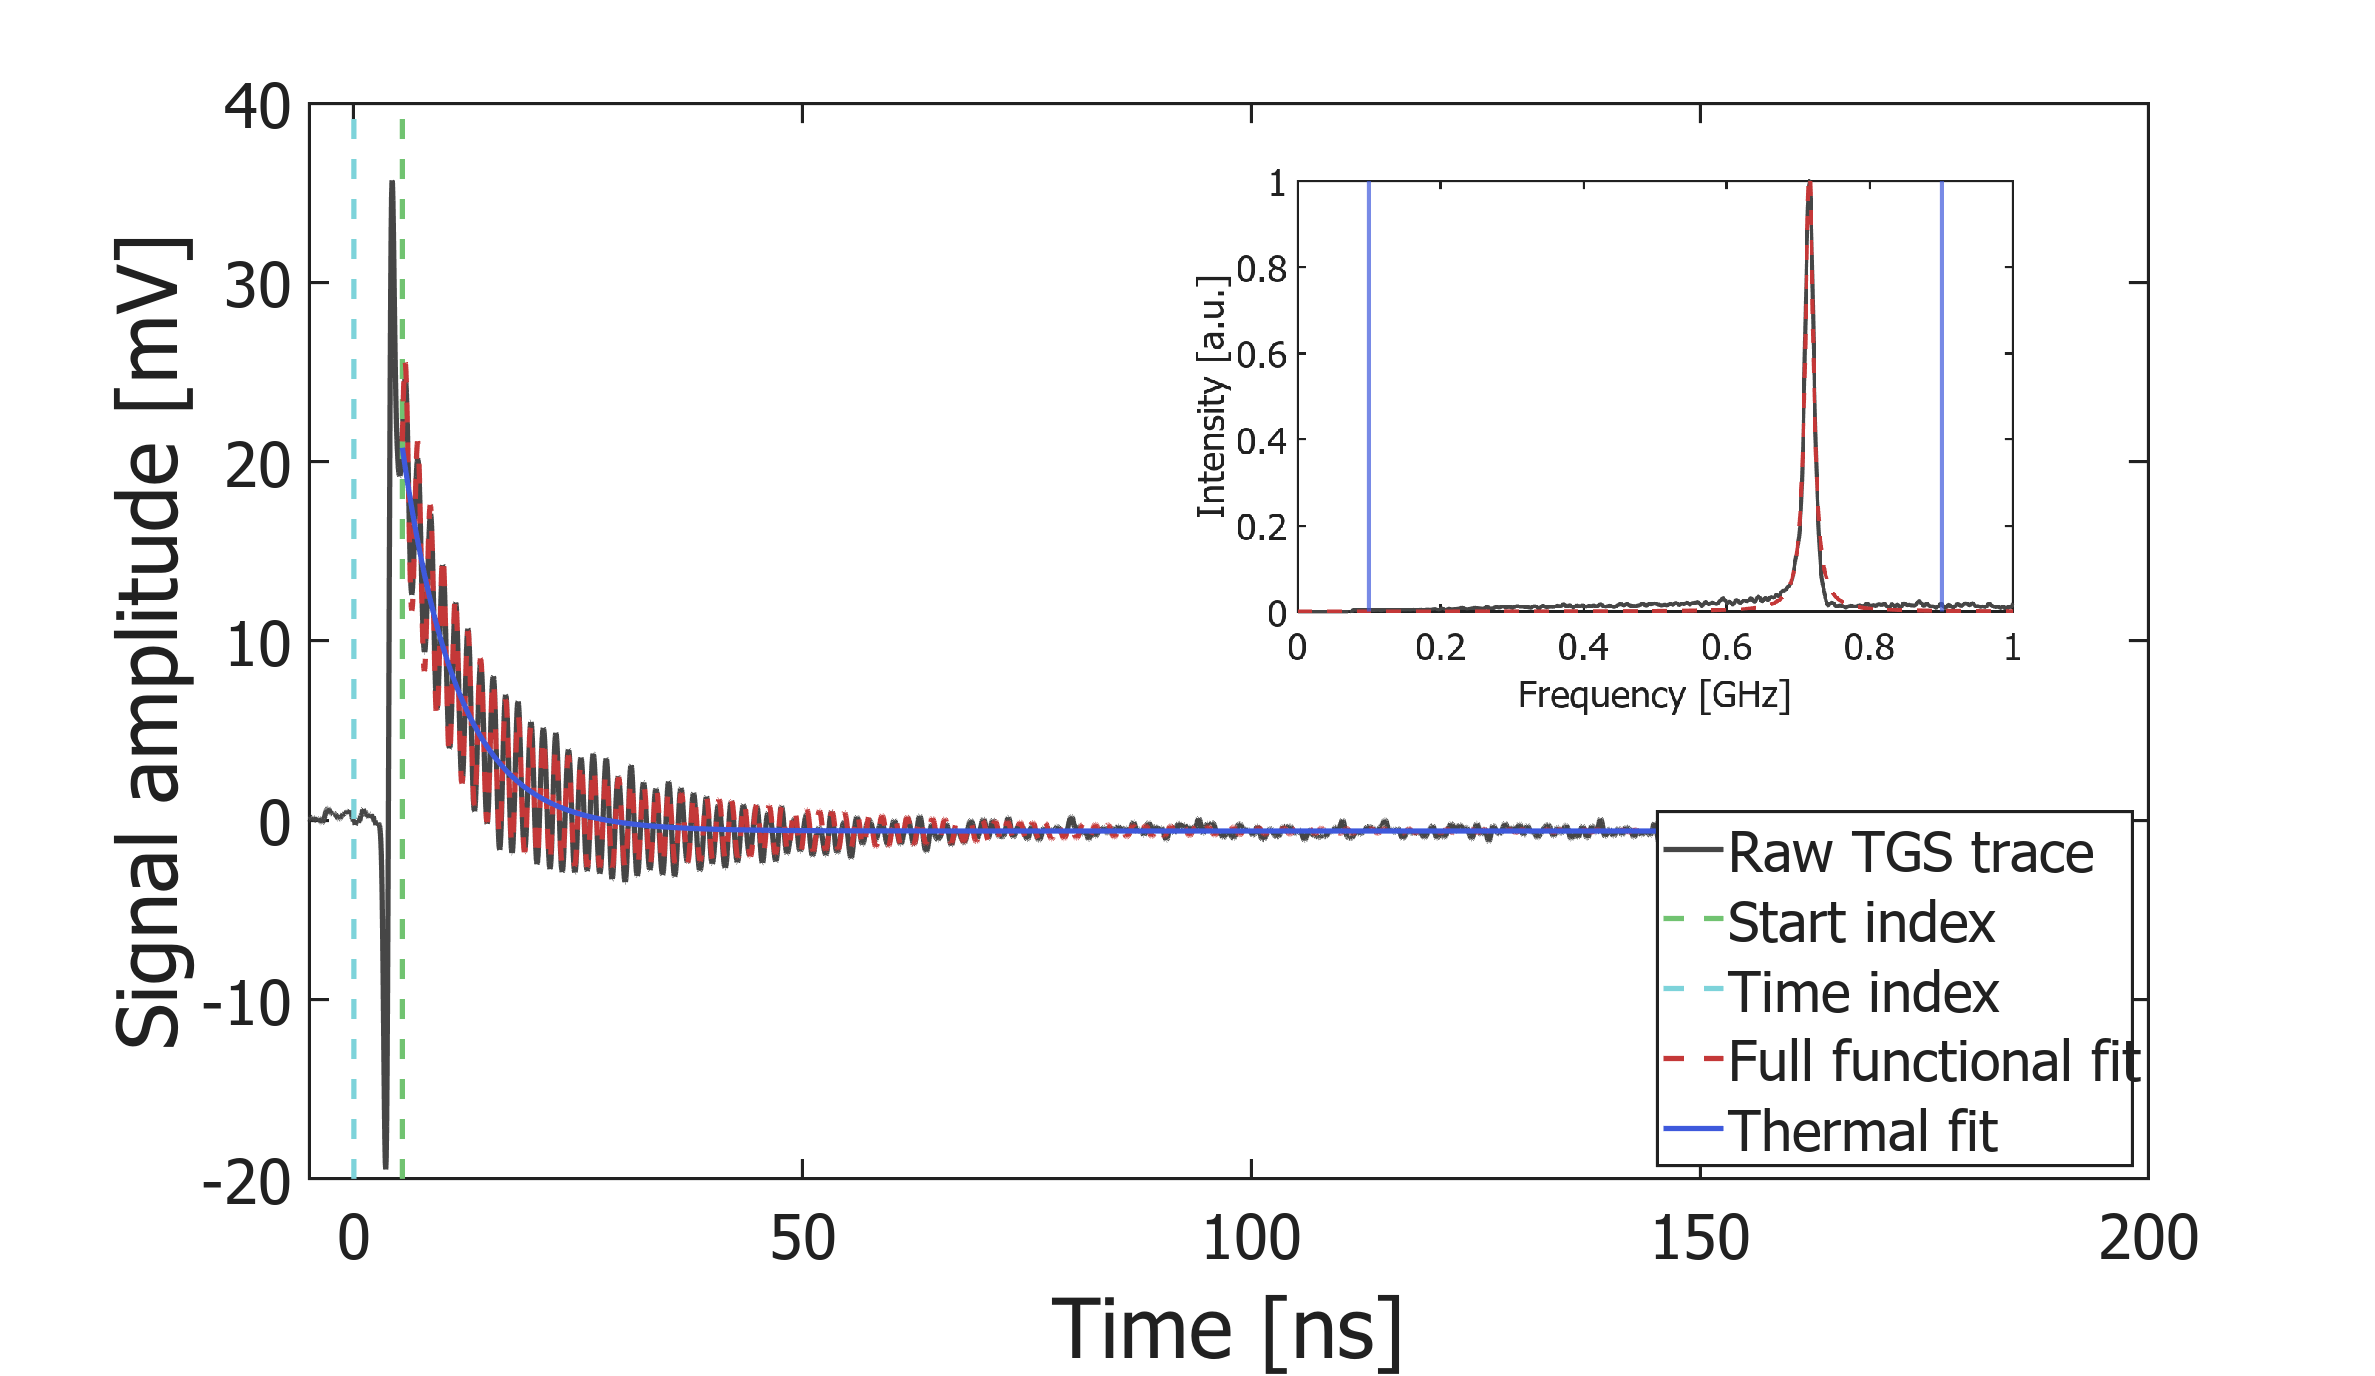 Signal amplitude [mV]
40
30
20
10
0
-10
-20
0
50
100
150
200
Time [ns]
Intensity [a.u.]
1
0.8
0.6
0.4
0.2
0
0
0.2
0.4
0.6
0.8
1
Frequency [GHz]
Raw TGS trace
Start index
Time index
Full functional fit
Thermal fit